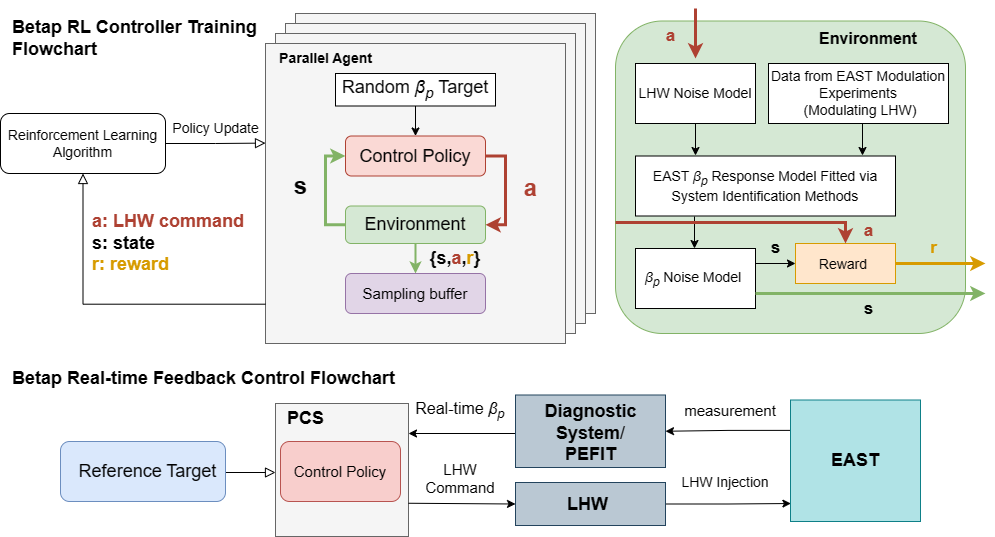 Betap RL Controller Training
Flowchart
Parallel Agent
Random βp Target
Reinforcement Learning
Algorithm
Policy Update
Control Policy
s
a
Environment
{s,a,r}
Sampling buffer
a: LHW command
s: state
r: reward
Environment
a
LHW Noise Model
Data from EAST Modulation
Experiments
(Modulating LHW)
EAST βp Response Model Fitted via
System Identification Methods
a
βp Noise Model
s
Reward
r
s
Betap Real-time Feedback Control Flowchart
Reference Target
PCS
Control Policy
Real-time βp
LHW
Command
Diagnostic
System/
PEFIT
LHW
measurement
LHW Injection
EAST